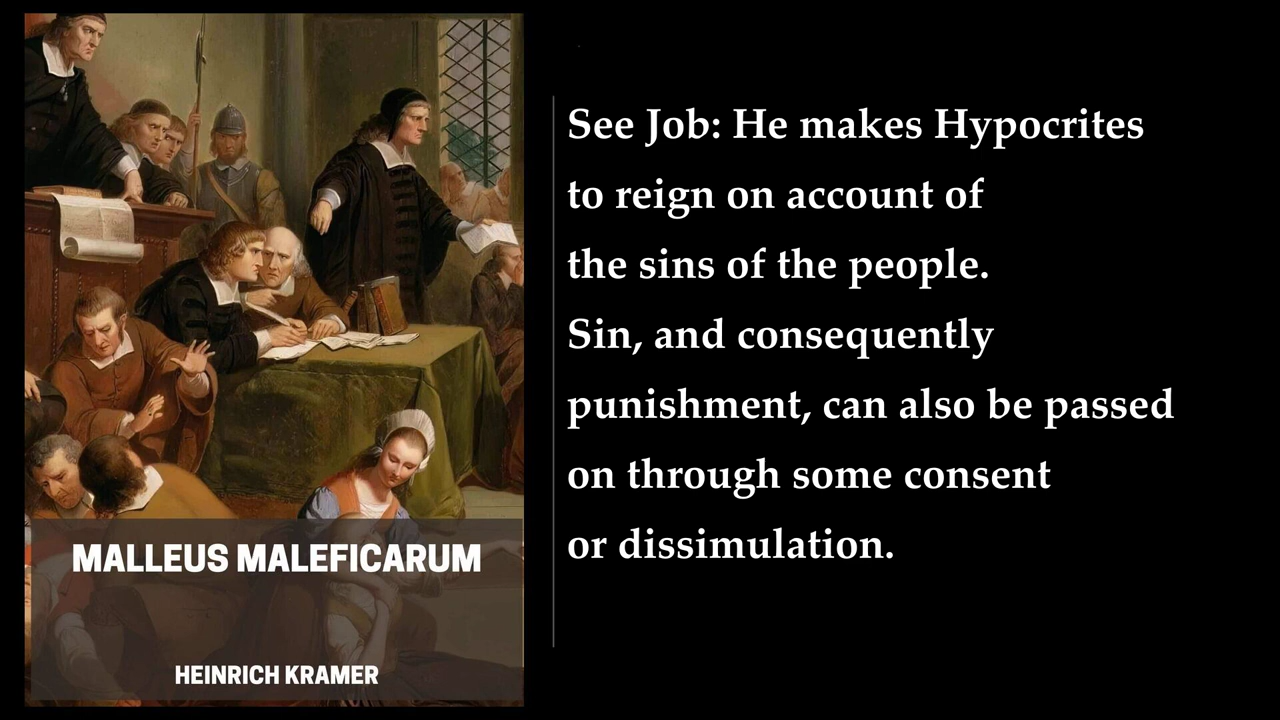 See Job: He makes Hypocrites
to reign on account of
the sins of the people.
Sin, and consequently
punishment, can also be passed
on through some consent
or dissimulation.
MALLEUS MALEFICARUM
HEINRICH KRAMER